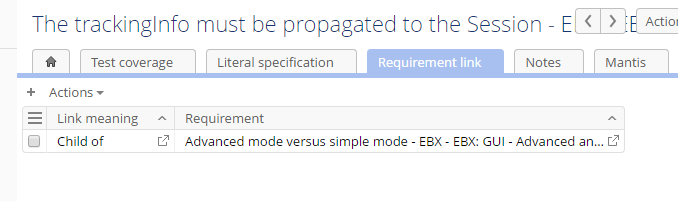 The trackingInfo must be propagated to the Session - E
Actio
Test coverage
Literal specification
Requirement link
Notes
Mantis
+ Actions
Link meaning
Requirement
Child of
Advanced mode versus simple mode - EBX - EBX: GUI - Advanced an...